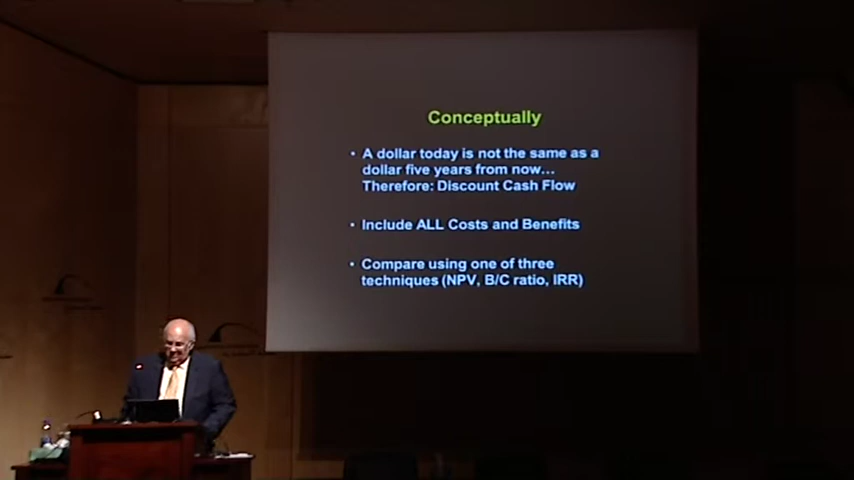 Conceptually
• A dollar today is not the same as a
dollar five years from now...
Therefore: Discount Cash Flow
• Include ALL Costs and Benefits
• Compare using one of three
techniques (NPV, B/C ratio, IRR)